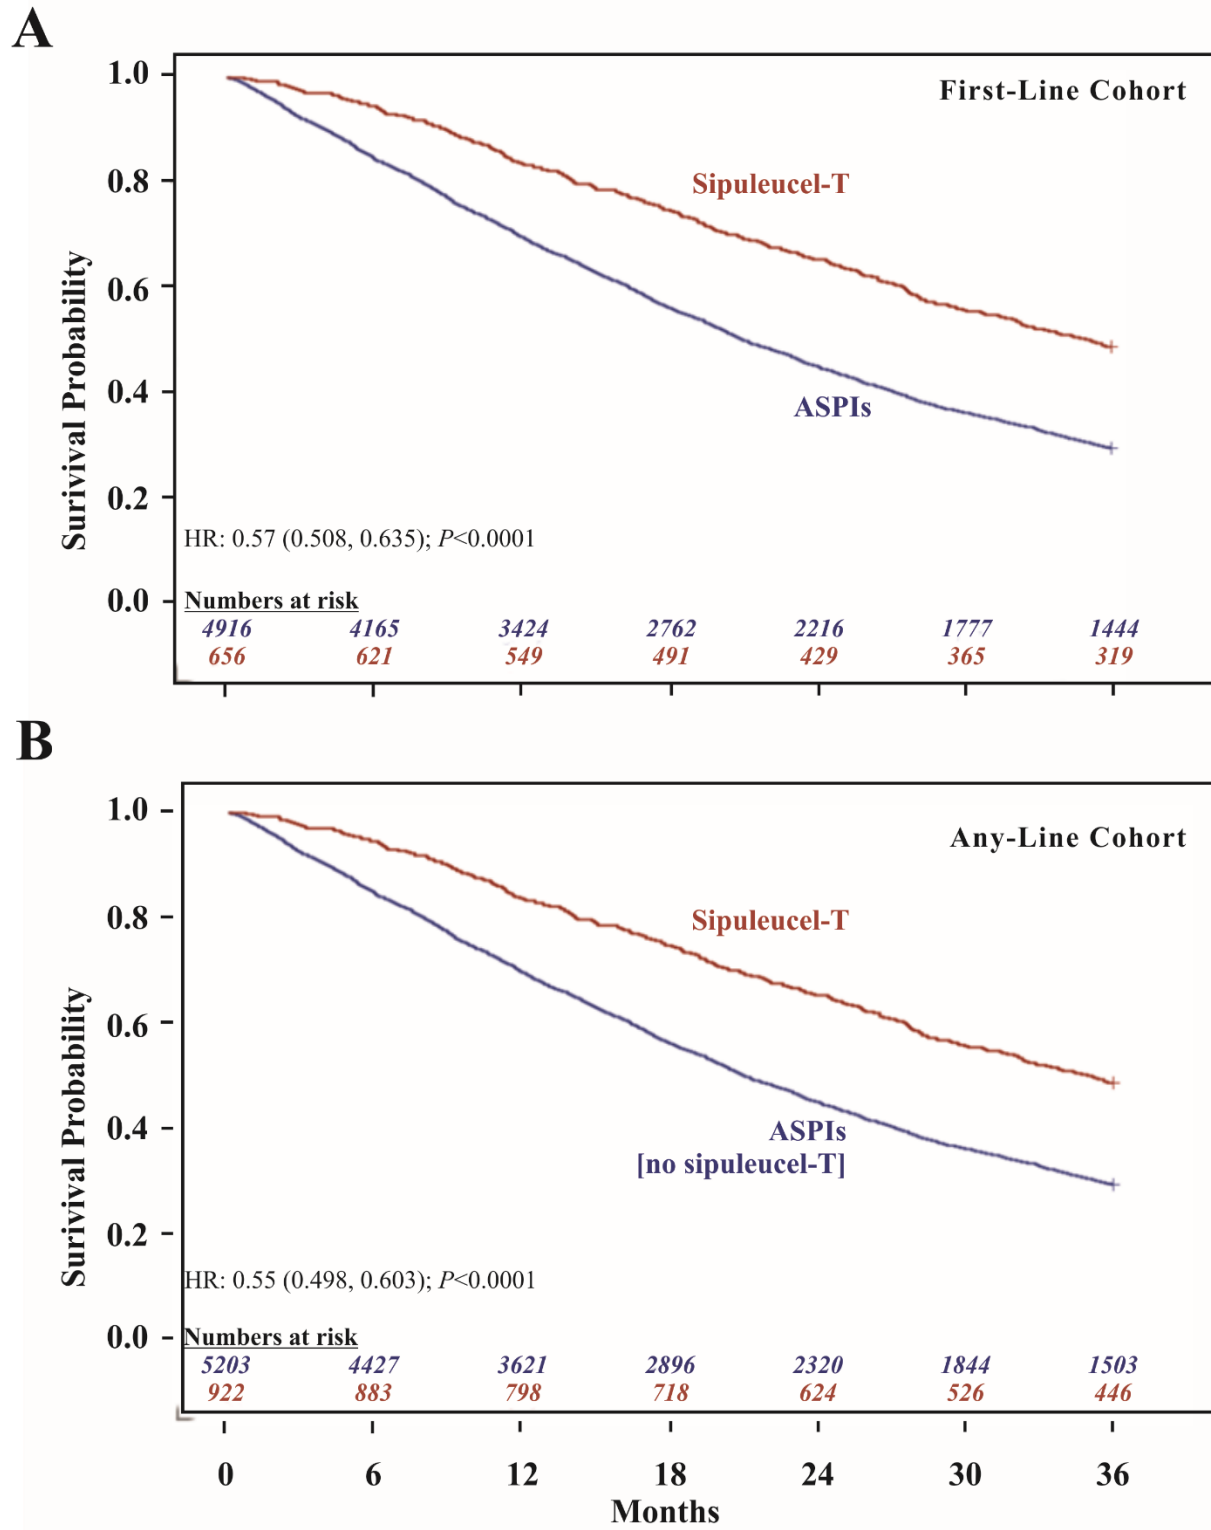 A
First-Line Cohort
1.0
0.8
0.6
0.4
0.2
0.0
Surivival Probability
Sipuleucel-T
ASPIs
HR: 0.57 (0.508, 0.635); P<0.0001
Numbers at risk
4916 4165 3424 2762 2216 1777 1444
656 621 549 491 429 365 319
B
Any-Line Cohort
1.0
0.8
0.6
0.4
0.2
0.0
Surivival Probability
Sipuleucel-T
ASPIs
[no sipuleucel-T]
HR: 0.55 (0.498, 0.603); P<0.0001
Numbers at risk
5203 4427 3621 2896 2320 1844 1503
922 883 798 718 624 526 446
0 6 12 18 24 30 36
Months